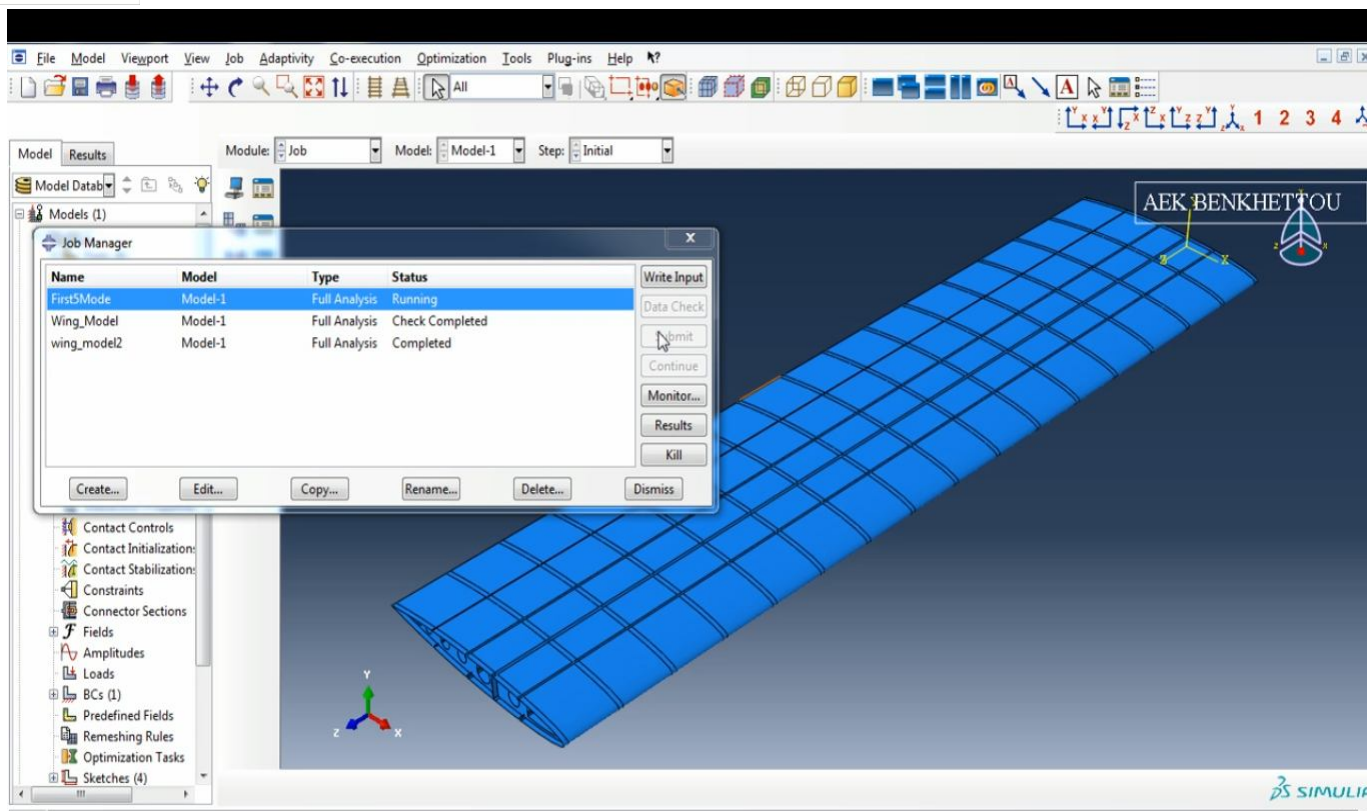 File Model Viewport View Job Adaptivity Co-execution Optimization Tools Plug-ins Help
All
A
1 2 3 4
Model Results Module: Job Model: Model-1 Step: Initial
Model Datab
Models (1)
AEK BENKHETTOU
Job Manager X
Name Model Type Status
First5Mode Model-1 Full Analysis Running
Wing_Model Model-1 Full Analysis Check Completed
wing_model2 Model-1 Full Analysis Completed
Write Input
Data Check
Submit
Continue
Monitor...
Results
Kill
Create... Edit... Copy... Rename... Delete... Dismiss
Contact Controls
Contact Initialization
Contact Stabilization
Constraints
Connector Sections
Fields
Amplitudes
Loads
BCs (1)
Predefined Fields
Remeshing Rules
Optimization Tasks
Sketches (4)
Y
Z X
SIMULIA